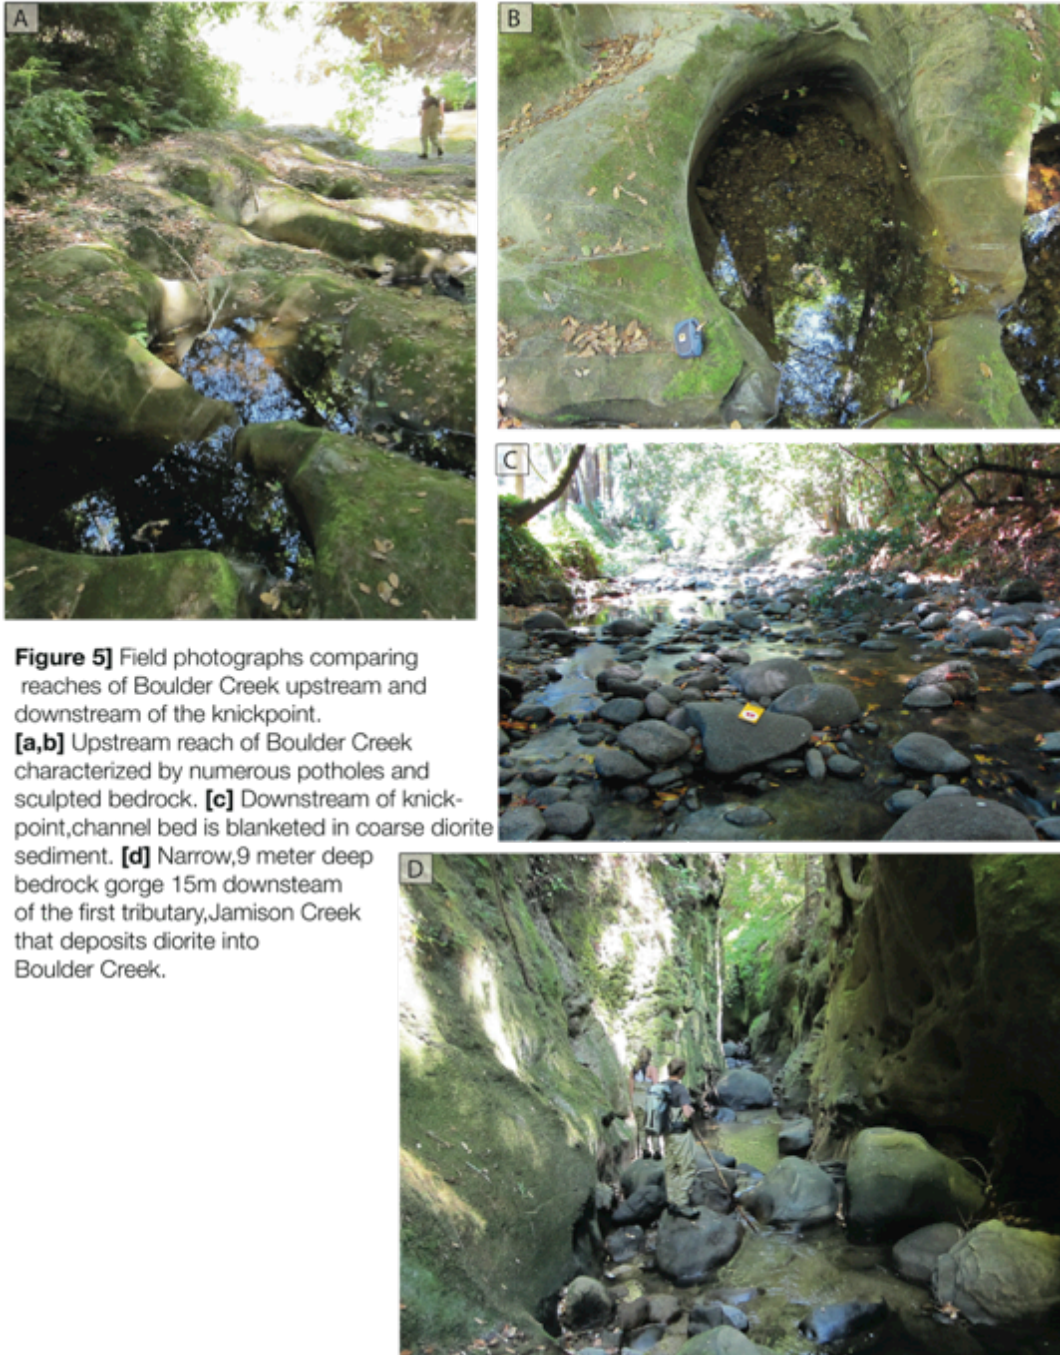 A
B
C
Figure 5] Field photographs comparing
reaches of Boulder Creek upstream and
downstream of the knickpoint.
[a,b] Upstream reach of Boulder Creek
characterized by numerous potholes and
sculpted bedrock. [c] Downstream of knick-
point,channel bed is blanketed in coarse diorite
sediment. [d] Narrow,9 meter deep
bedrock gorge 15m downsteam
of the first tributary,Jamison Creek
that deposits diorite into
Boulder Creek.
D